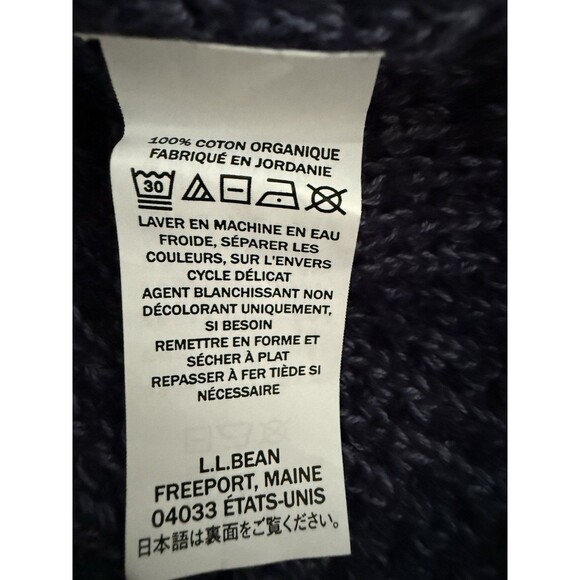 100% COTON ORGANIQUE
FABRIQUÉ EN JORDANIE
30
LAVER EN MACHINE EN EAU
FROIDE, SÉPARER LES
COULEURS, SUR L'ENVERS
CYCLE DÉLICAT
AGENT BLANCHISSANT NON
DÉCOLORANT UNIQUEMENT,
SI BESOIN
REMETTRE EN FORME ET
SÉCHER À PLAT
REPASSER À FER TIÈDE SI
NÉCESSAIRE
L.L.BEAN
FREEPORT, MAINE
04033 ÉTATS-UNIS
日本語は裏面をご覧ください。